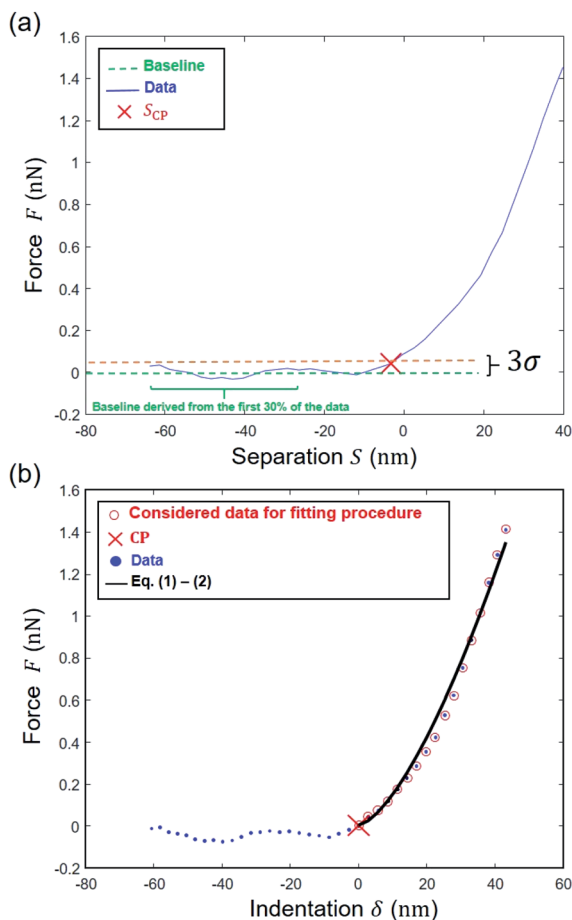 (a)
1.6
1.4
1.2
1
0.8
0.6
0.4
0.2
0
-0.2
Force F (nN)
Baseline
Data
S_CP
3σ
Baseline derived from the first 30% of the data
-80 -60 -40 -20 0 20 40
Separation S (nm)
(b)
1.6
1.4
1.2
1
0.8
0.6
0.4
0.2
0
-0.2
Force F (nN)
Considered data for fitting procedure
CP
Data
Eq. (1) – (2)
-80 -60 -40 -20 0 20 40 60
Indentation δ (nm)